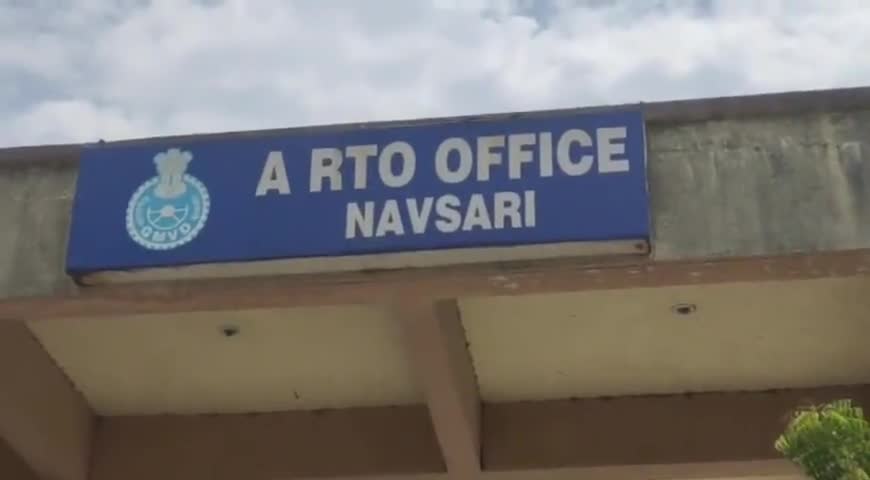 A RTO OFFICE
NAVSARI
GMVD